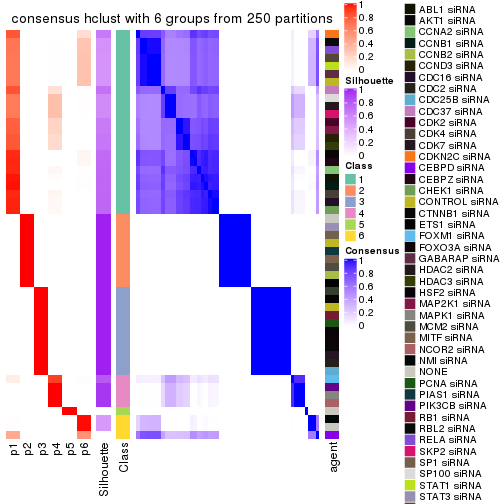 consensus hclust with 6 groups from 250 partitions
p1
p2
p3
p4
p5
p6
Silhouette
Class
agent
1
0.8
0.6
0.4
0.2
0
Silhouette
1
0.8
0.6
0.4
0.2
0
Class
1
2
3
4
5
6
Consensus
1
0.8
0.6
0.4
0.2
0
ABL1 siRNA
AKT1 siRNA
CCNA2 siRNA
CCNB1 siRNA
CCNB2 siRNA
CCND3 siRNA
CDC16 siRNA
CDC2 siRNA
CDC25B siRNA
CDC37 siRNA
CDK2 siRNA
CDK4 siRNA
CDK7 siRNA
CDKN2C siRNA
CEBPD siRNA
CEBPZ siRNA
CHEK1 siRNA
CONTROL siRNA
CTNNB1 siRNA
ETS1 siRNA
FOXM1 siRNA
FOXO3A siRNA
GABARAP siRNA
HDAC2 siRNA
HDAC3 siRNA
HSF2 siRNA
MAP2K1 siRNA
MAPK1 siRNA
MCM2 siRNA
MITF siRNA
NCOR2 siRNA
NMI siRNA
NONE
PCNA siRNA
PIAS1 siRNA
PIK3CB siRNA
RB1 siRNA
RBL2 siRNA
RELA siRNA
SKP2 siRNA
SP1 siRNA
SP100 siRNA
STAT1 siRNA
STAT3 siRNA